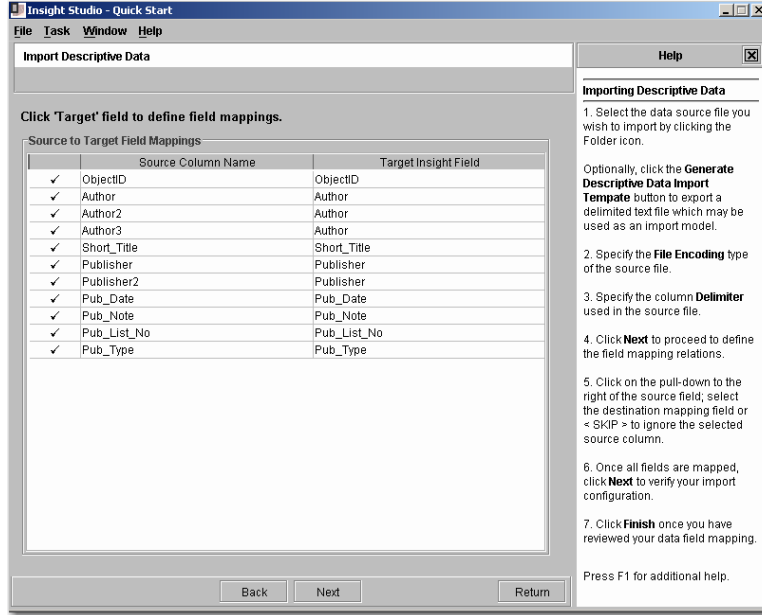 Insight Studio - Quick Start
File Task Window Help
Import Descriptive Data
Click 'Target' field to define field mappings.
Source to Target Field Mappings
Source Column Name Target Insight Field
✓ ObjectID ObjectID
✓ Author Author
✓ Author2 Author
✓ Author3 Author
✓ Short_Title Short_Title
✓ Publisher Publisher
✓ Publisher2 Publisher
✓ Pub_Date Pub_Date
✓ Pub_Note Pub_Note
✓ Pub_List_No Pub_List_No
✓ Pub_Type Pub_Type
Back Next Return
Help
Importing Descriptive Data
1. Select the data source file you
wish to import by clicking the
Folder icon.
Optionally, click the Generate
Descriptive Data Import
Tempate button to export a
delimited text file which may be
used as an import model.
2. Specify the File Encoding type
of the source file.
3. Specify the column Delimiter
used in the source file.
4. Click Next to proceed to define
the field mapping relations.
5. Click on the pull-down to the
right of the source field; select
the destination mapping field or
< SKIP > to ignore the selected
source column.
6. Once all fields are mapped,
click Next to verify your import
configuration.
7. Click Finish once you have
reviewed your data field mapping.
Press F1 for additional help.